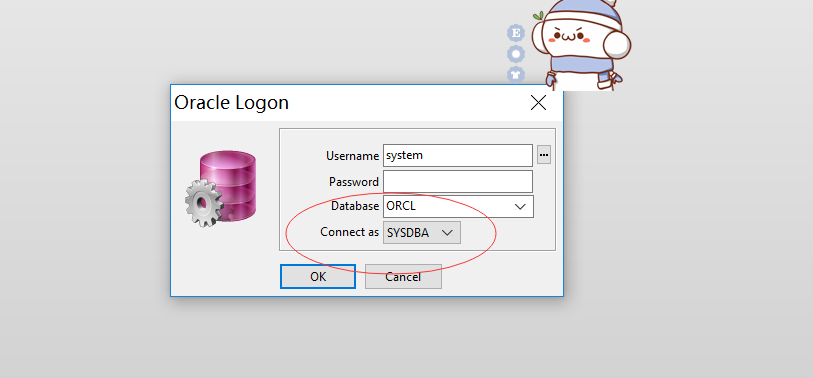 E
Oracle Logon
Username system
Password
Database ORCL
Connect as SYSDBA
OK Cancel